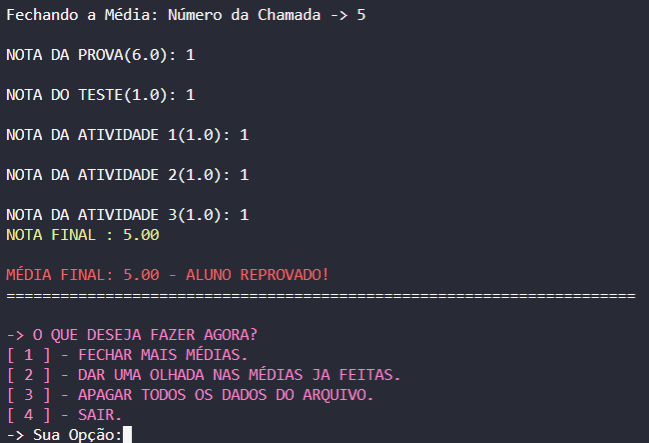 Fechando a Média: Número da Chamada -> 5
NOTA DA PROVA(6.0): 1
NOTA DO TESTE(1.0): 1
NOTA DA ATIVIDADE 1(1.0): 1
NOTA DA ATIVIDADE 2(1.0): 1
NOTA DA ATIVIDADE 3(1.0): 1
NOTA FINAL : 5.00
MÉDIA FINAL: 5.00 - ALUNO REPROVADO!
======================================================================
-> O QUE DESEJA FAZER AGORA?
[ 1 ] - FECHAR MAIS MÉDIAS.
[ 2 ] - DAR UMA OLHADA NAS MÉDIAS JA FEITAS.
[ 3 ] - APAGAR TODOS OS DADOS DO ARQUIVO.
[ 4 ] - SAIR.
-> Sua Opção: